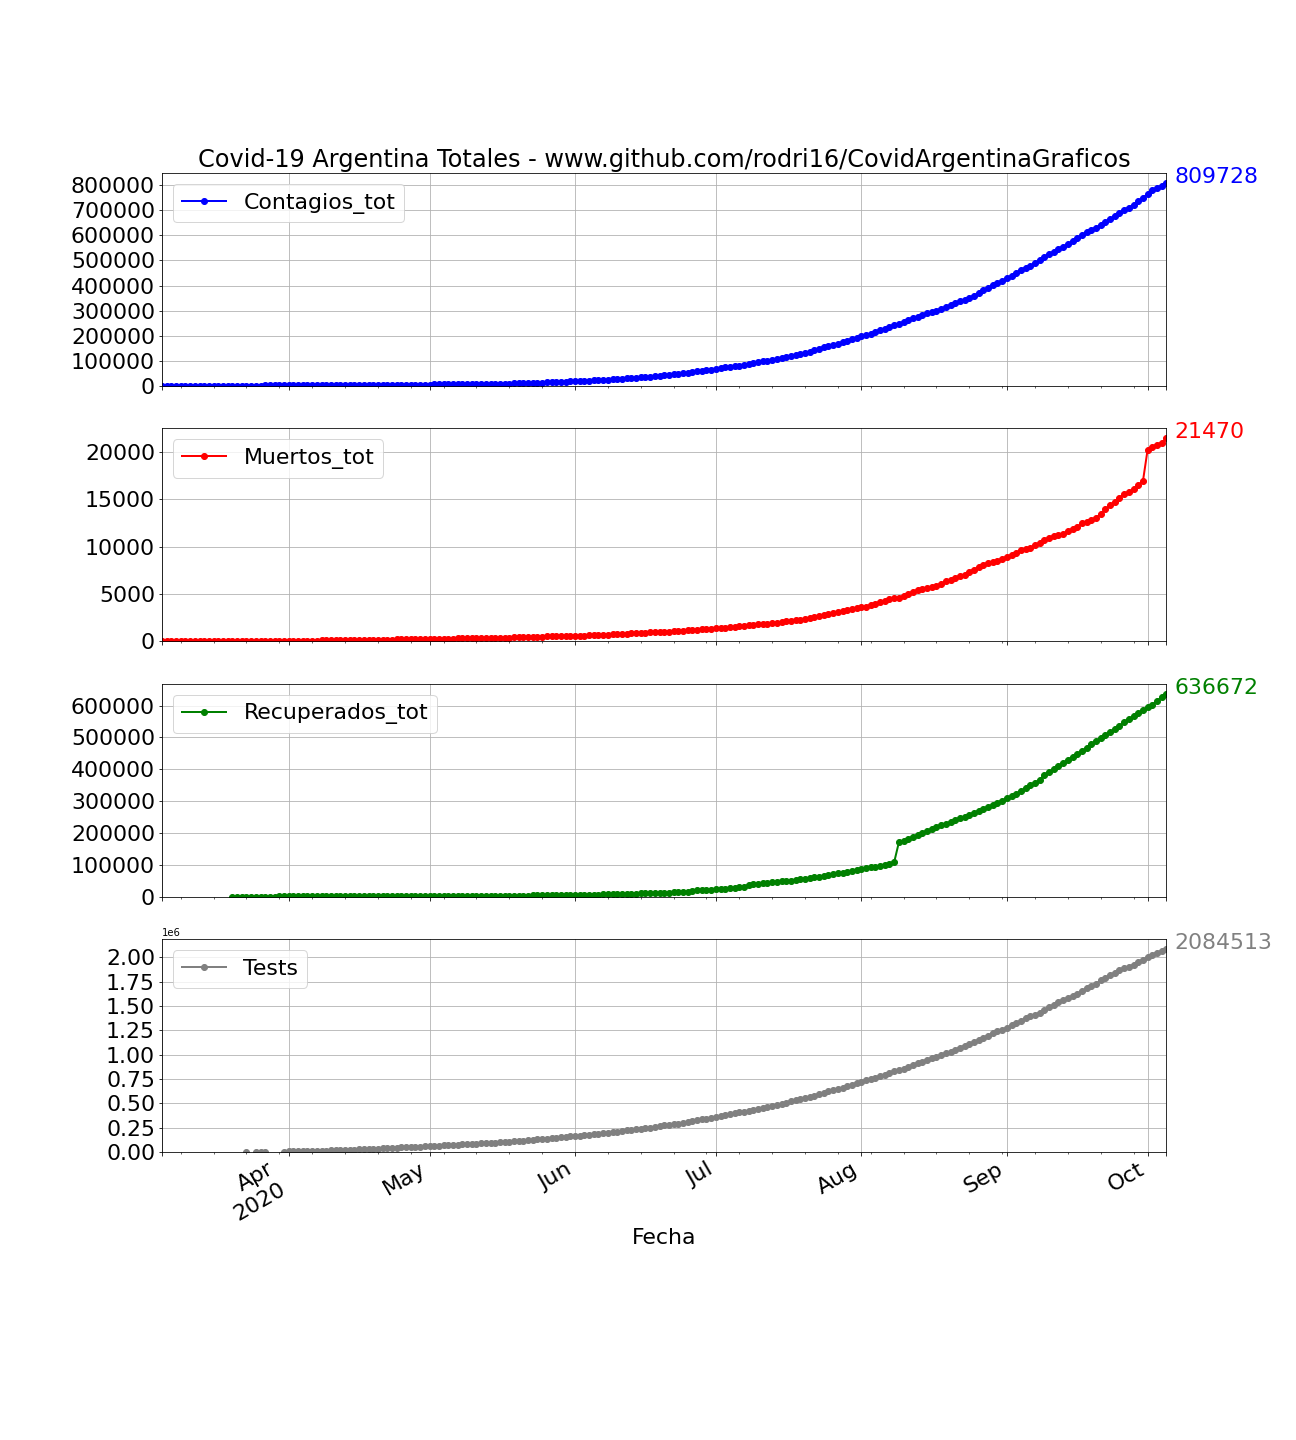 Covid-19 Argentina Totales - www.github.com/rodri16/CovidArgentinaGraficos
809728
800000
700000
600000
500000
400000
300000
200000
100000
0
Contagios_tot
21470
20000
15000
10000
5000
0
Muertos_tot
636672
600000
500000
400000
300000
200000
100000
0
Recuperados_tot
1e6
2084513
2.00
1.75
1.50
1.25
1.00
0.75
0.50
0.25
0.00
Tests
Apr
2020
May
Jun
Jul
Aug
Sep
Oct
Fecha